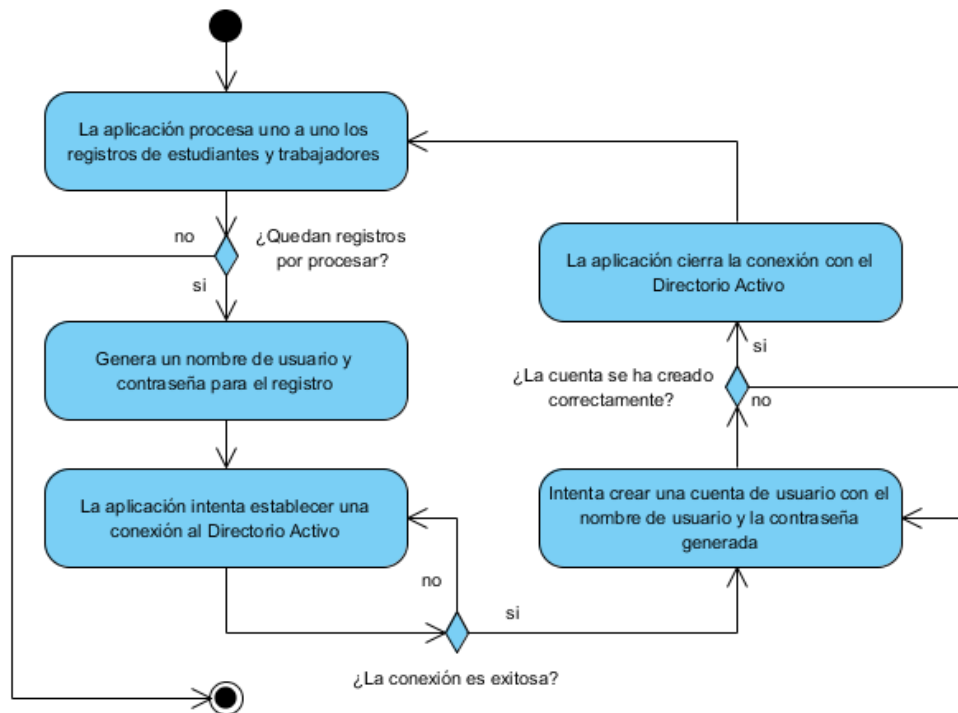 La aplicación procesa uno a uno los
registros de estudiantes y trabajadores
no
¿Quedan registros
por procesar?
si
Genera un nombre de usuario y
contraseña para el registro
La aplicación intenta establecer una
conexión al Directorio Activo
no
si
¿La conexión es exitosa?
Intenta crear una cuenta de usuario con el
nombre de usuario y la contraseña
generada
¿La cuenta se ha creado
correctamente?
no
si
La aplicación cierra la conexión con el
Directorio Activo